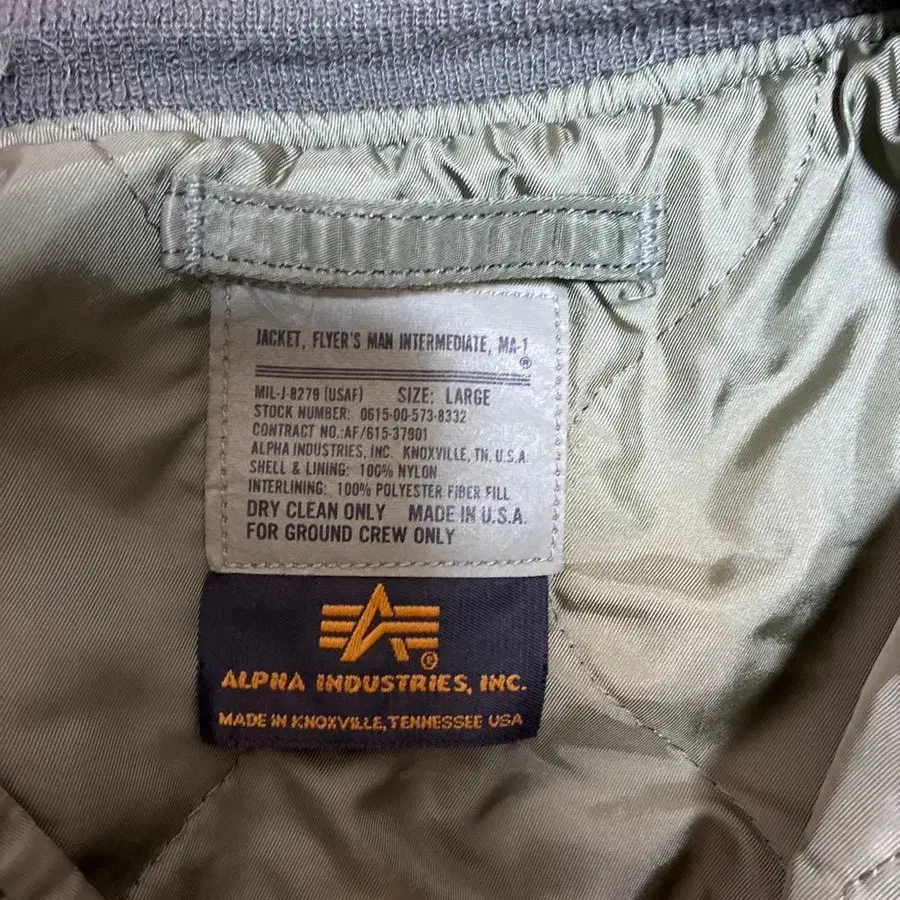 JACKET, FLYER'S MAN INTERMEDIATE, MA-1
®
MIL-J-8279 (USAF) SIZE: LARGE
STOCK NUMBER: 0615-00-573-8332
CONTRACT NO.:AF/615-37901
ALPHA INDUSTRIES, INC. KNOXVILLE, TN. U.S.A.
SHELL & LINING: 100% NYLON
INTERLINING: 100% POLYESTER FIBER FILL
DRY CLEAN ONLY MADE IN U.S.A.
FOR GROUND CREW ONLY
®
ALPHA INDUSTRIES, INC.
MADE IN KNOXVILLE, TENNESSEE USA